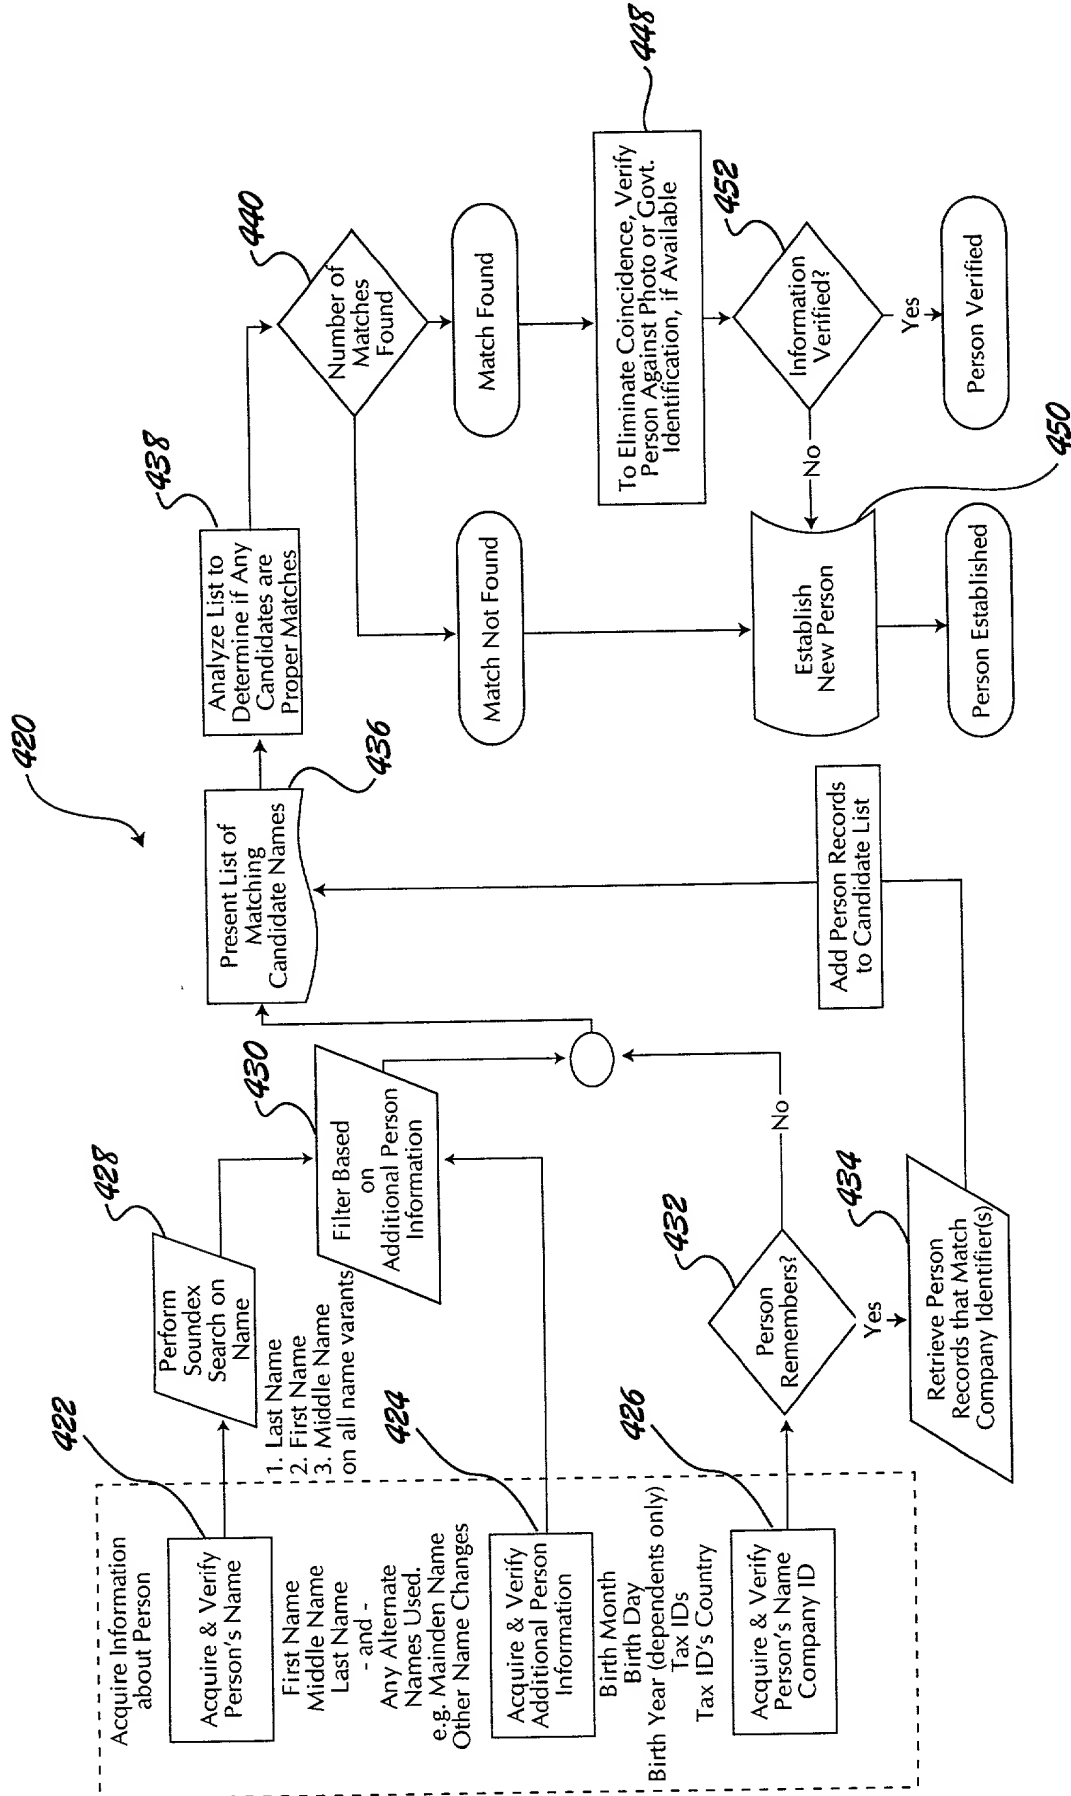 420
Acquire Information
about Person
422
Acquire & Verify
Person's Name
First Name
Middle Name
Last Name
- and -
Any Alternate
Names Used.
e.g. Mainden Name
Other Name Changes
424
Acquire & Verify
Additional Person
Information
Birth Month
Birth Day
Birth Year (dependents only)
Tax IDs
Tax ID's Country
426
Acquire & Verify
Person's Name
Company ID
428
Perform
Soundex
Search on
Name
1. Last Name
2. First Name
3. Middle Name
on all name varants
430
Filter Based
on
Additional Person
Information
432
Person
Remembers?
No
Yes
434
Retrieve Person
Records that Match
Company Identifier(s)
Add Person Records
to Candidate List
436
Present List of
Matching
Candidate Names
438
Analyze List to
Determine if Any
Candidates are
Proper Matches
440
Number of
Matches
Found
Match Not Found
Match Found
448
To Eliminate Coincidence, Verify
Person Against Photo or Govt.
Identification, if Available
452
Information
Verified?
No
Yes
450
Establish
New Person
Person Established
Person Verified